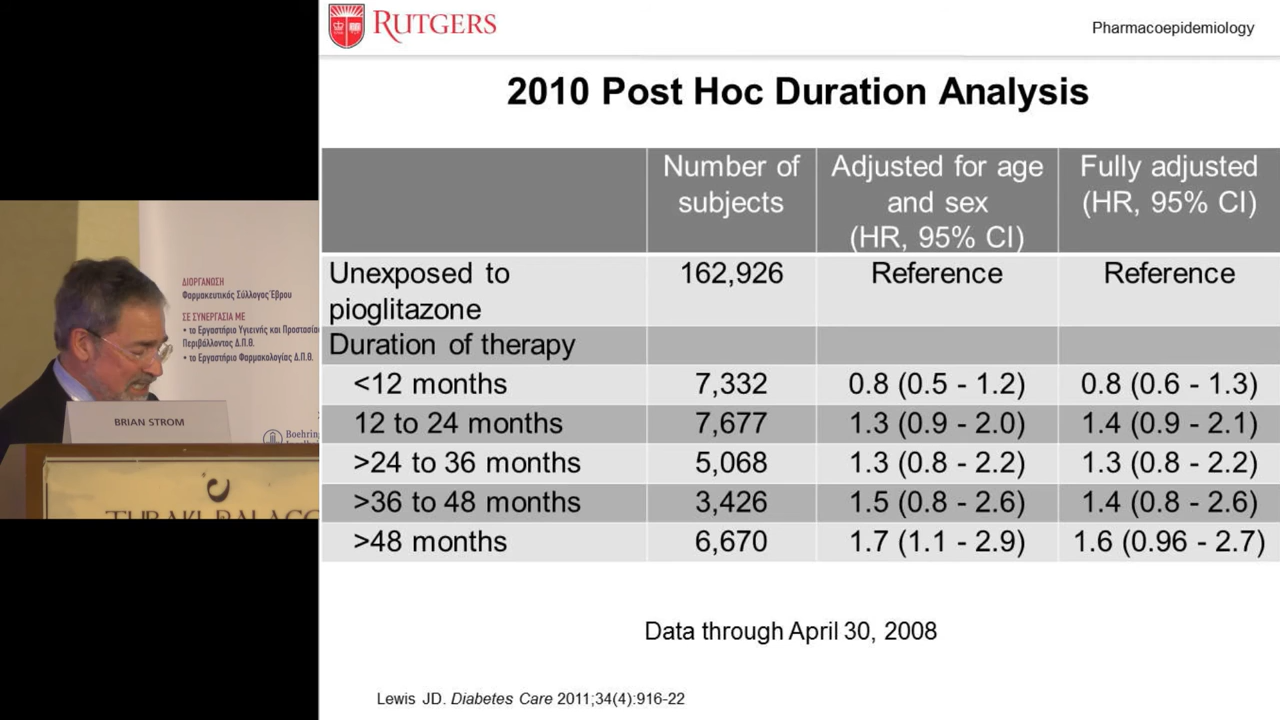 RUTGERS
Pharmacoepidemiology
2010 Post Hoc Duration Analysis
Number of subjects Adjusted for age and sex (HR, 95% CI) Fully adjusted (HR, 95% CI)
Unexposed to pioglitazone 162,926 Reference Reference
Duration of therapy
<12 months 7,332 0.8 (0.5 - 1.2) 0.8 (0.6 - 1.3)
12 to 24 months 7,677 1.3 (0.9 - 2.0) 1.4 (0.9 - 2.1)
>24 to 36 months 5,068 1.3 (0.8 - 2.2) 1.3 (0.8 - 2.2)
>36 to 48 months 3,426 1.5 (0.8 - 2.6) 1.4 (0.8 - 2.6)
>48 months 6,670 1.7 (1.1 - 2.9) 1.6 (0.96 - 2.7)
Data through April 30, 2008
Lewis JD. Diabetes Care 2011;34(4):916-22
ΔΙΟΡΓΑΝΩΣΗ
Φαρμακευτικός Σύλλογος Έβρου
ΣΕ ΣΥΝΕΡΓΑΣΙΑ ΜΕ
• το Εργαστήριο Υγιεινής και Προστασία
Περιβάλλοντος Δ.Π.Θ.
• το Εργαστήριο Φαρμακολογίας Δ.Π.Θ.
BRIAN STROM
Boehring